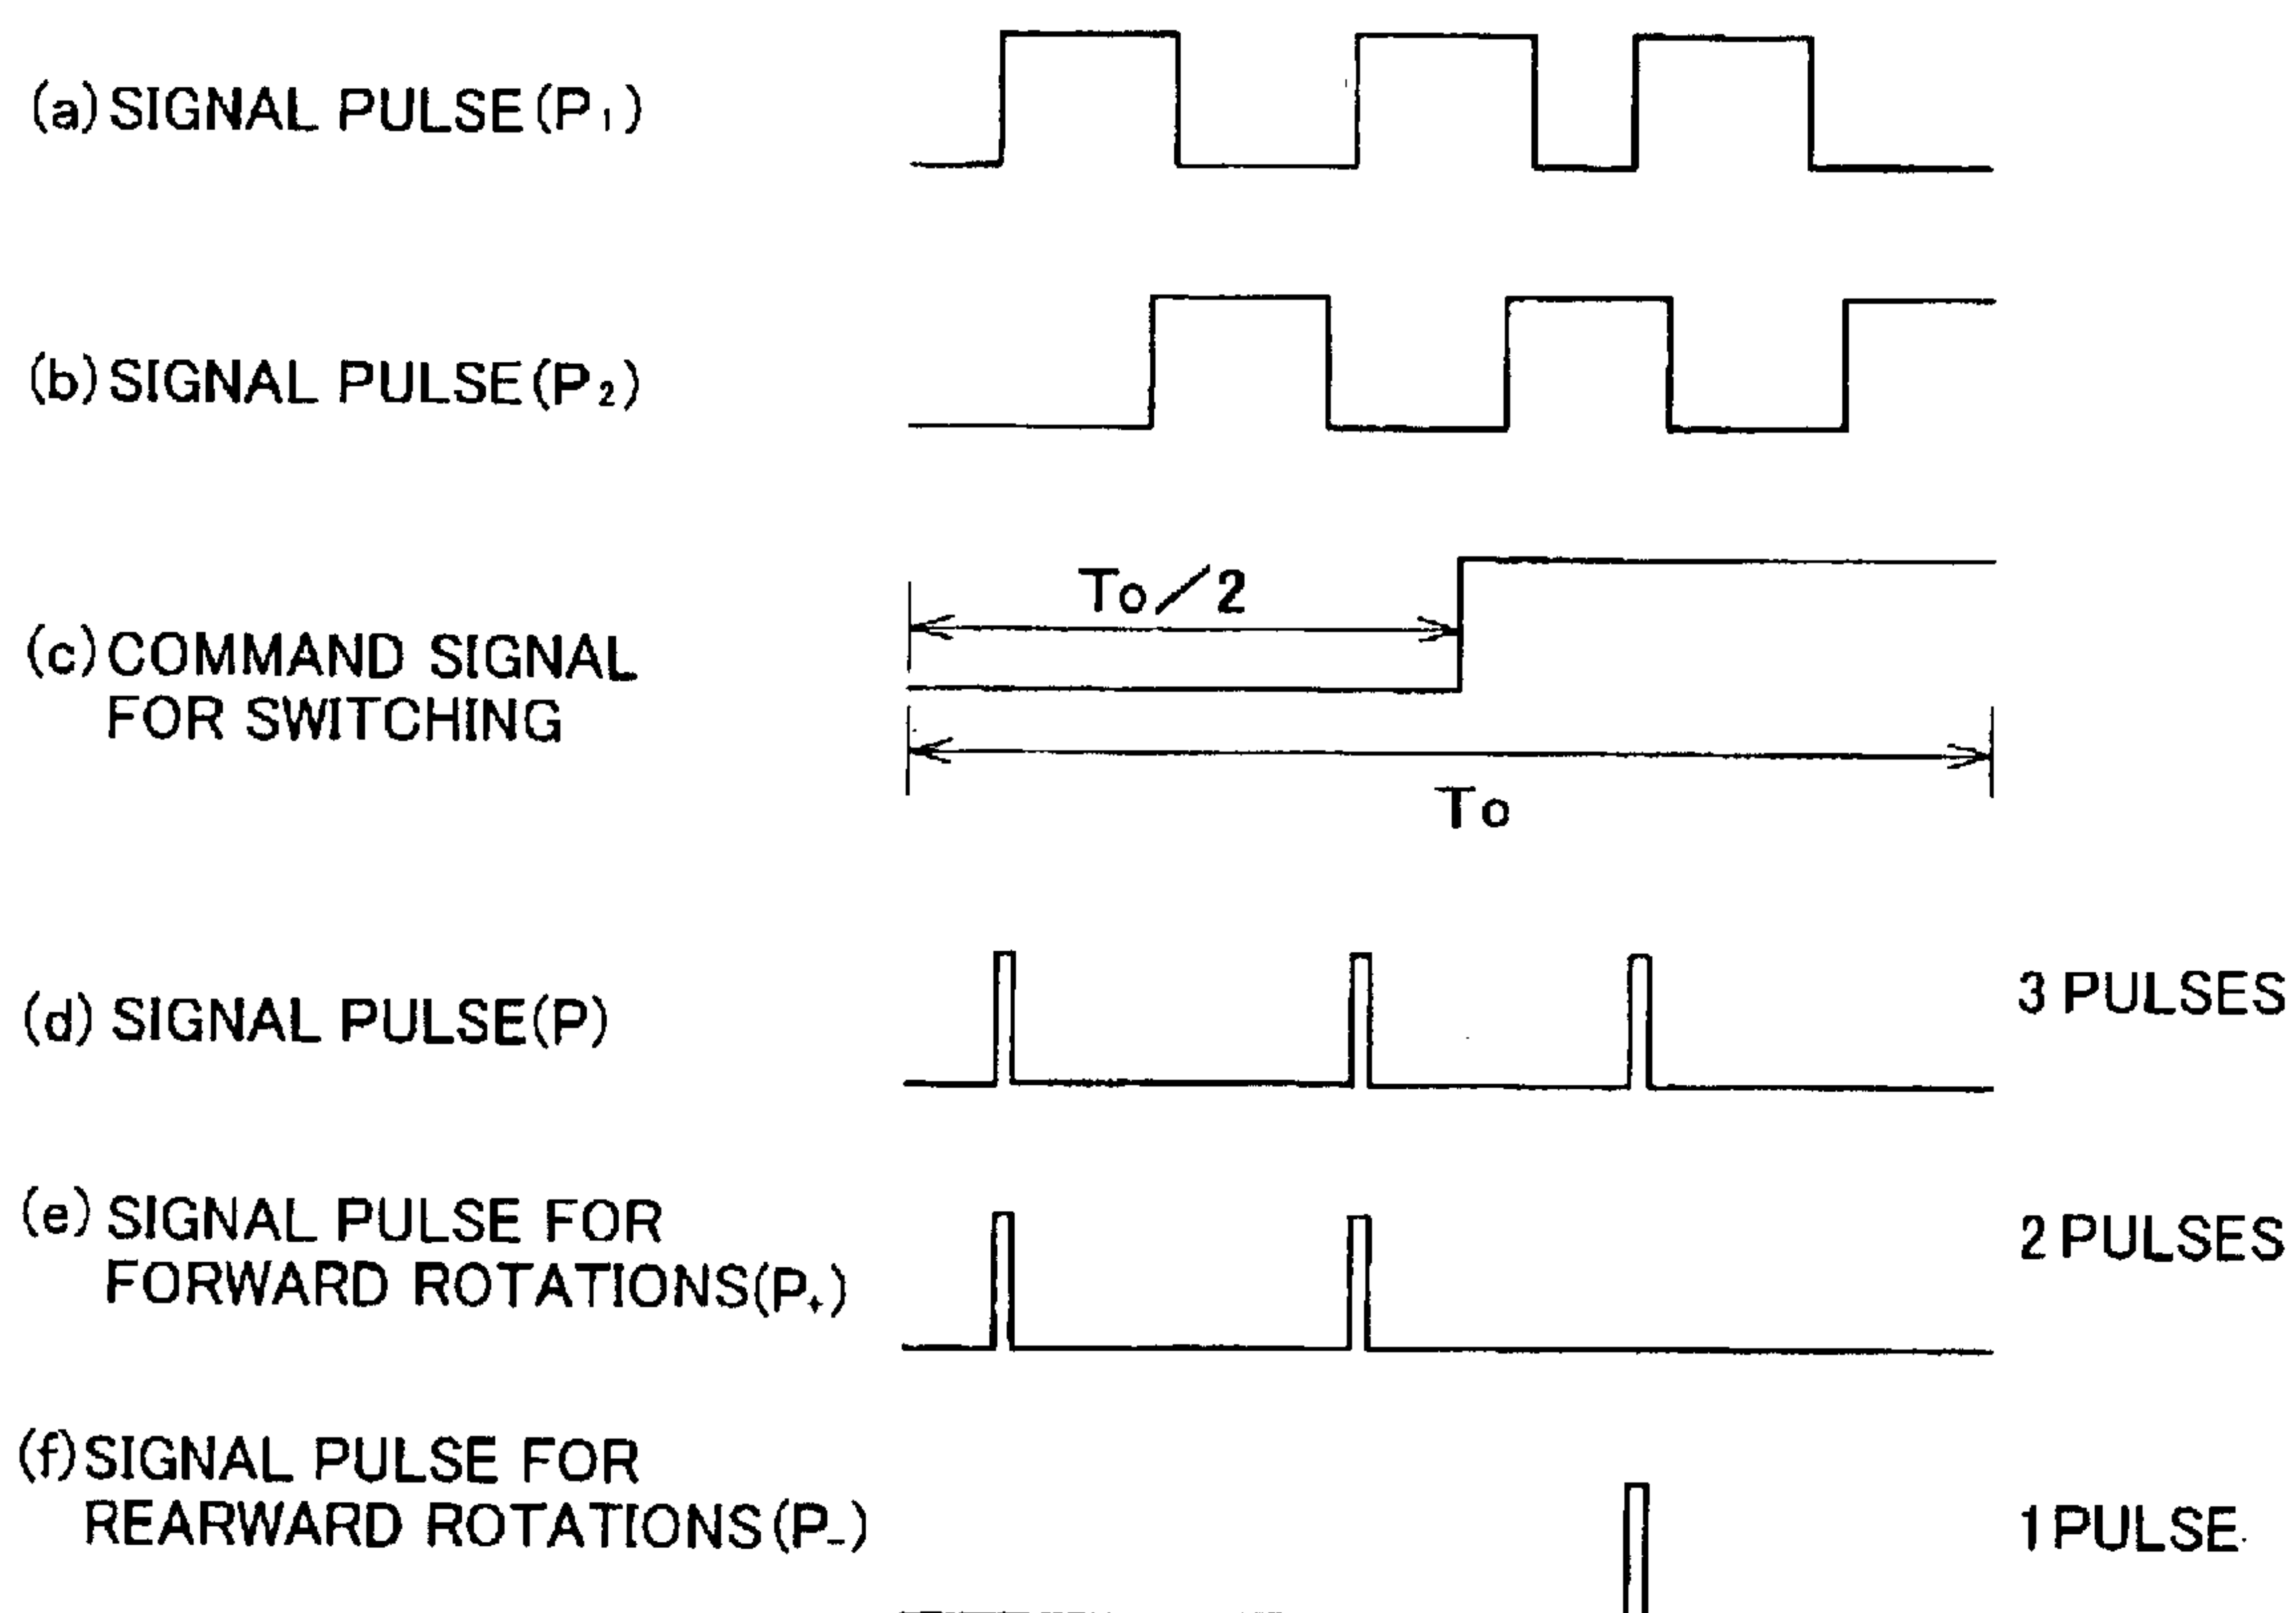 (a) SIGNAL PULSE(P₁)
(b) SIGNAL PULSE(P₂)
(c) COMMAND SIGNAL
FOR SWITCHING
To/2
To
(d) SIGNAL PULSE(P)
3 PULSES
(e) SIGNAL PULSE FOR
FORWARD ROTATIONS(P₊)
2 PULSES
(f) SIGNAL PULSE FOR
REARWARD ROTATIONS(P₋)
1 PULSE